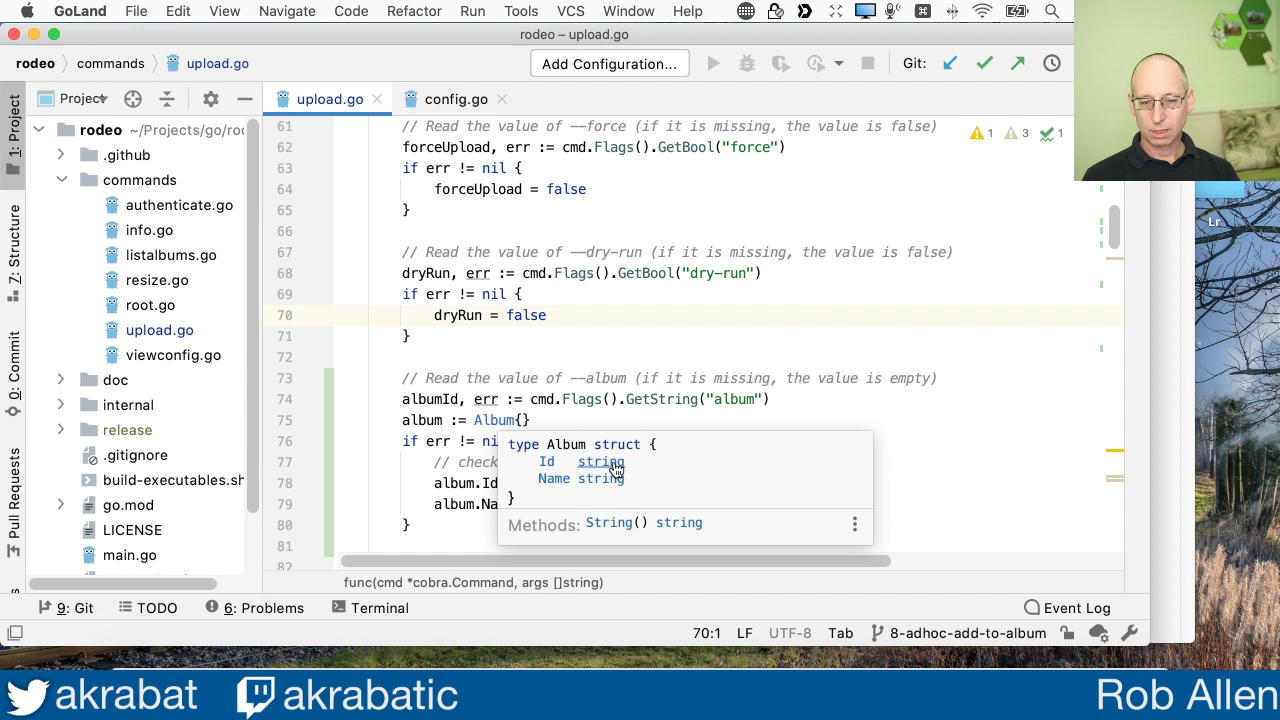 GoLand File Edit View Navigate Code Refactor Run Tools VCS Window Help
rodeo – upload.go
rodeo commands upload.go Add Configuration... Git:
1: Project
Z: Structure
0: Commit
Pull Requests
Project
upload.go config.go
rodeo ~/Projects/go/roc
.github
commands
authenticate.go
info.go
listalbums.go
resize.go
root.go
upload.go
viewconfig.go
doc
internal
release
.gitignore
build-executables.sh
go.mod
LICENSE
main.go
1 3 1
61 // Read the value of --force (if it is missing, the value is false)
62 forceUpload, err := cmd.Flags().GetBool("force")
63 if err != nil {
64 forceUpload = false
65 }
66
67 // Read the value of --dry-run (if it is missing, the value is false)
68 dryRun, err := cmd.Flags().GetBool("dry-run")
69 if err != nil {
70 dryRun = false
71 }
72
73 // Read the value of --album (if it is missing, the value is empty)
74 albumId, err := cmd.Flags().GetString("album")
75 album := Album{}
76 if err != ni
77 // check
78 album.Id
79 album.Na
80 }
81
82
type Album struct {
Id string
Name string
}
Methods: String() string
func(cmd *cobra.Command, args []string)
9: Git TODO 6: Problems Terminal Event Log
70:1 LF UTF-8 Tab 8-adhoc-add-to-album
Lr
akrabat akrabatic Rob Allen